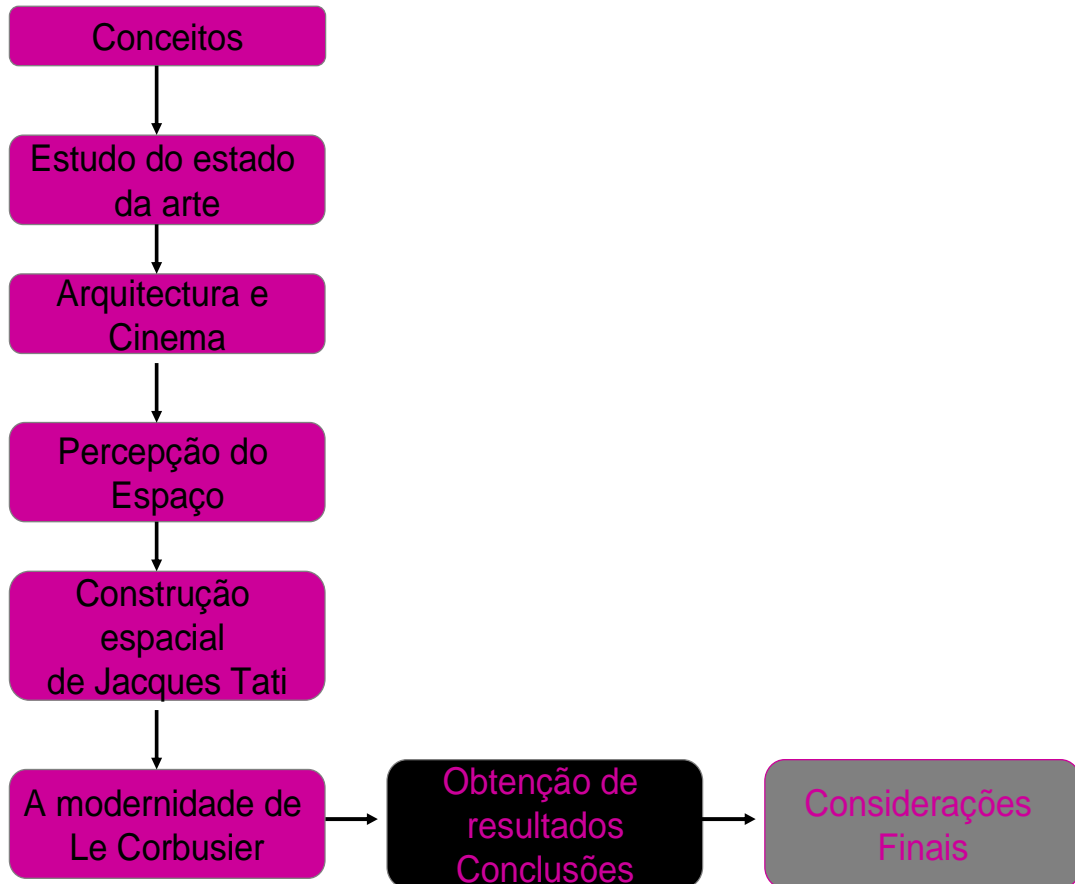 Conceitos
Estudo do estado
da arte
Arquitectura e
Cinema
Percepção do
Espaço
Construção
espacial
de Jacques Tati
A modernidade de
Le Corbusier
Obtenção de
resultados
Conclusões
Considerações
Finais